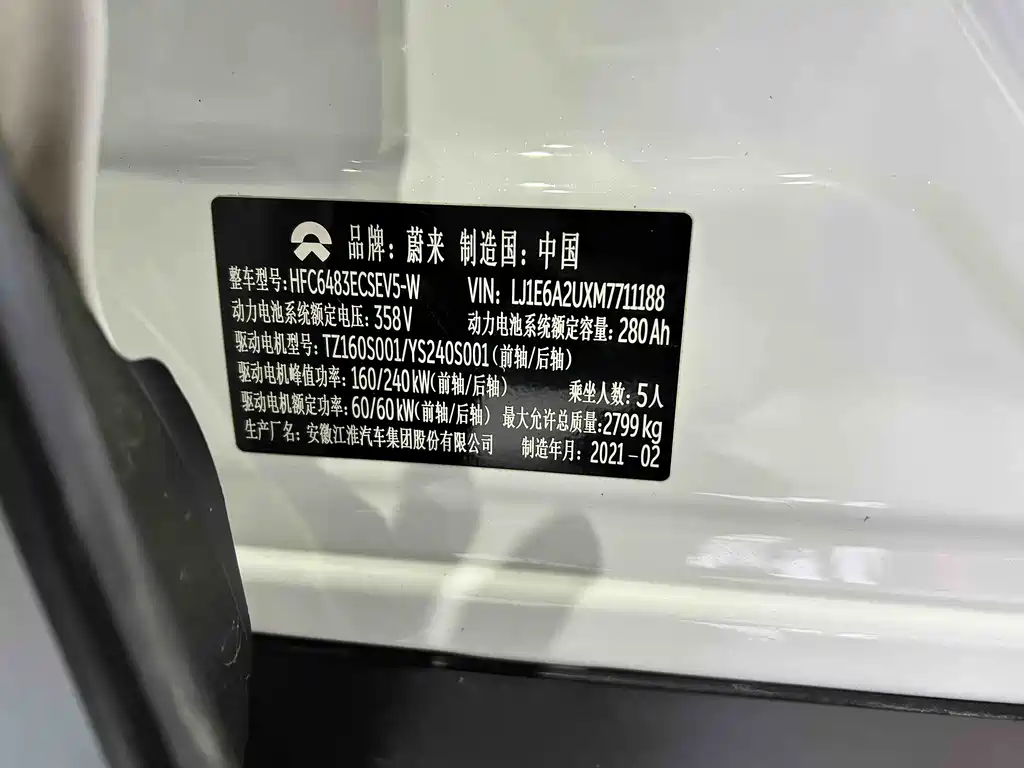 品牌：蔚来 制造国：中国
整车型号：HFC6483ECSEV5-W VIN：LJ1E6A2UXM7711188
动力电池系统额定电压：358V 动力电池系统额定容量：280Ah
驱动电机型号：TZ160S001/YS240S001(前轴/后轴)
驱动电机峰值功率：160/240kW(前轴/后轴) 乘坐人数：5人
驱动电机额定功率：60/60kW(前轴/后轴) 最大允许总质量：2799kg
生产厂名：安徽江淮汽车集团股份有限公司 制造年月：2021-02